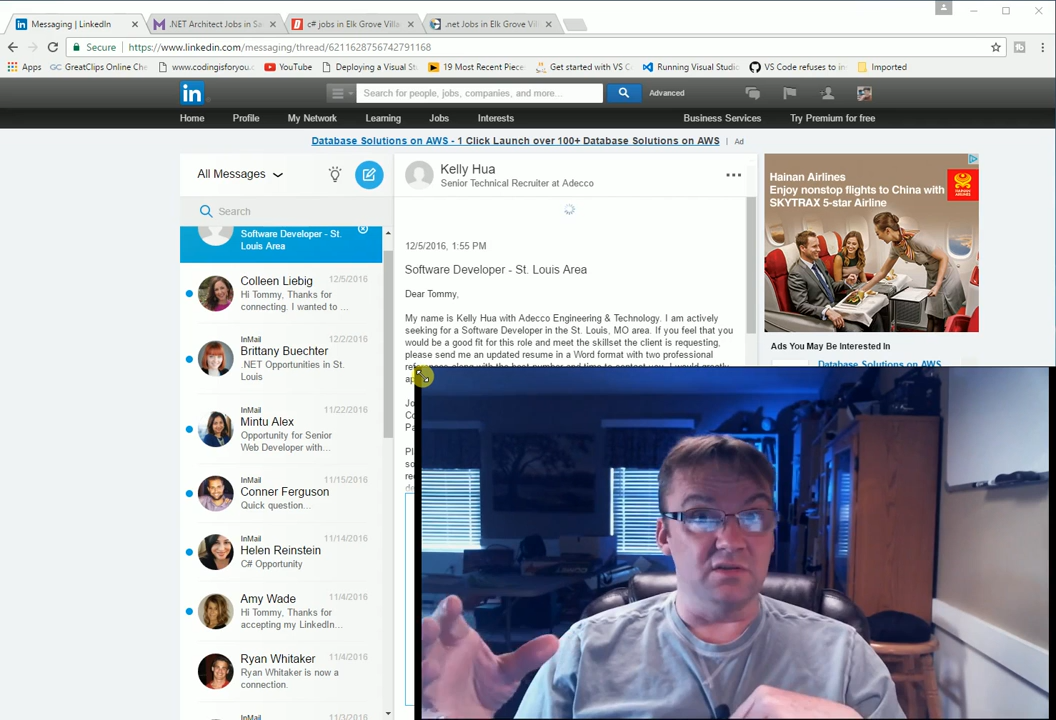 Messaging | LinkedIn
.NET Architect Jobs in Sa
c# jobs in Elk Grove Villa
.net Jobs in Elk Grove Vil
Secure
https://www.linkedin.com/messaging/thread/6211628756742791168
Apps
GreatClips Online Che
www.codingisforyou.c
YouTube
Deploying a Visual St
19 Most Recent Piece
Get started with VS C
Running Visual Studi
VS Code refuses to in
Imported
in
Search for people, jobs, companies, and more...
Advanced
Home
Profile
My Network
Learning
Jobs
Interests
Business Services
Try Premium for free
Database Solutions on AWS - 1 Click Launch over 100+ Database Solutions on AWS | Ad
All Messages
Search
Software Developer - St.
Louis Area
Colleen Liebig
12/5/2016
Hi Tommy, Thanks for
connecting. I wanted to ...
InMail
12/2/2016
Brittany Buechter
.NET Opportunities in St.
Louis
InMail
11/22/2016
Mintu Alex
Opportunity for Senior
Web Developer with...
InMail
11/15/2016
Conner Ferguson
Quick question...
InMail
11/14/2016
Helen Reinstein
C# Opportunity
Amy Wade
11/4/2016
Hi Tommy, Thanks for
accepting my LinkedIn...
Ryan Whitaker
11/4/2016
Ryan Whitaker is now a
connection.
InMail
11/3/2016
Kelly Hua
Senior Technical Recruiter at Adecco
12/5/2016, 1:55 PM
Software Developer - St. Louis Area
Dear Tommy,
My name is Kelly Hua with Adecco Engineering & Technology. I am actively
seeking for a Software Developer in the St. Louis, MO area. If you feel that you
would be a good fit for this role and meet the skillset the client is requesting,
please send me an updated resume in a Word format with two professional
Hainan Airlines
Enjoy nonstop flights to China with
SKYTRAX 5-star Airline
Ads You May Be Interested In
Database Solutions on AWS